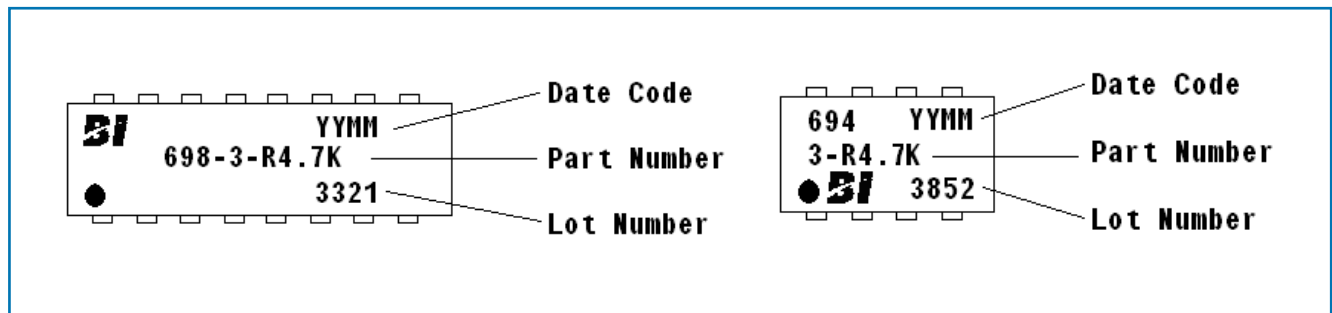 BI YYMM Date Code
698-3-R4.7K Part Number
3321 Lot Number
694 YYMM Date Code
3-R4.7K Part Number
BI 3852 Lot Number